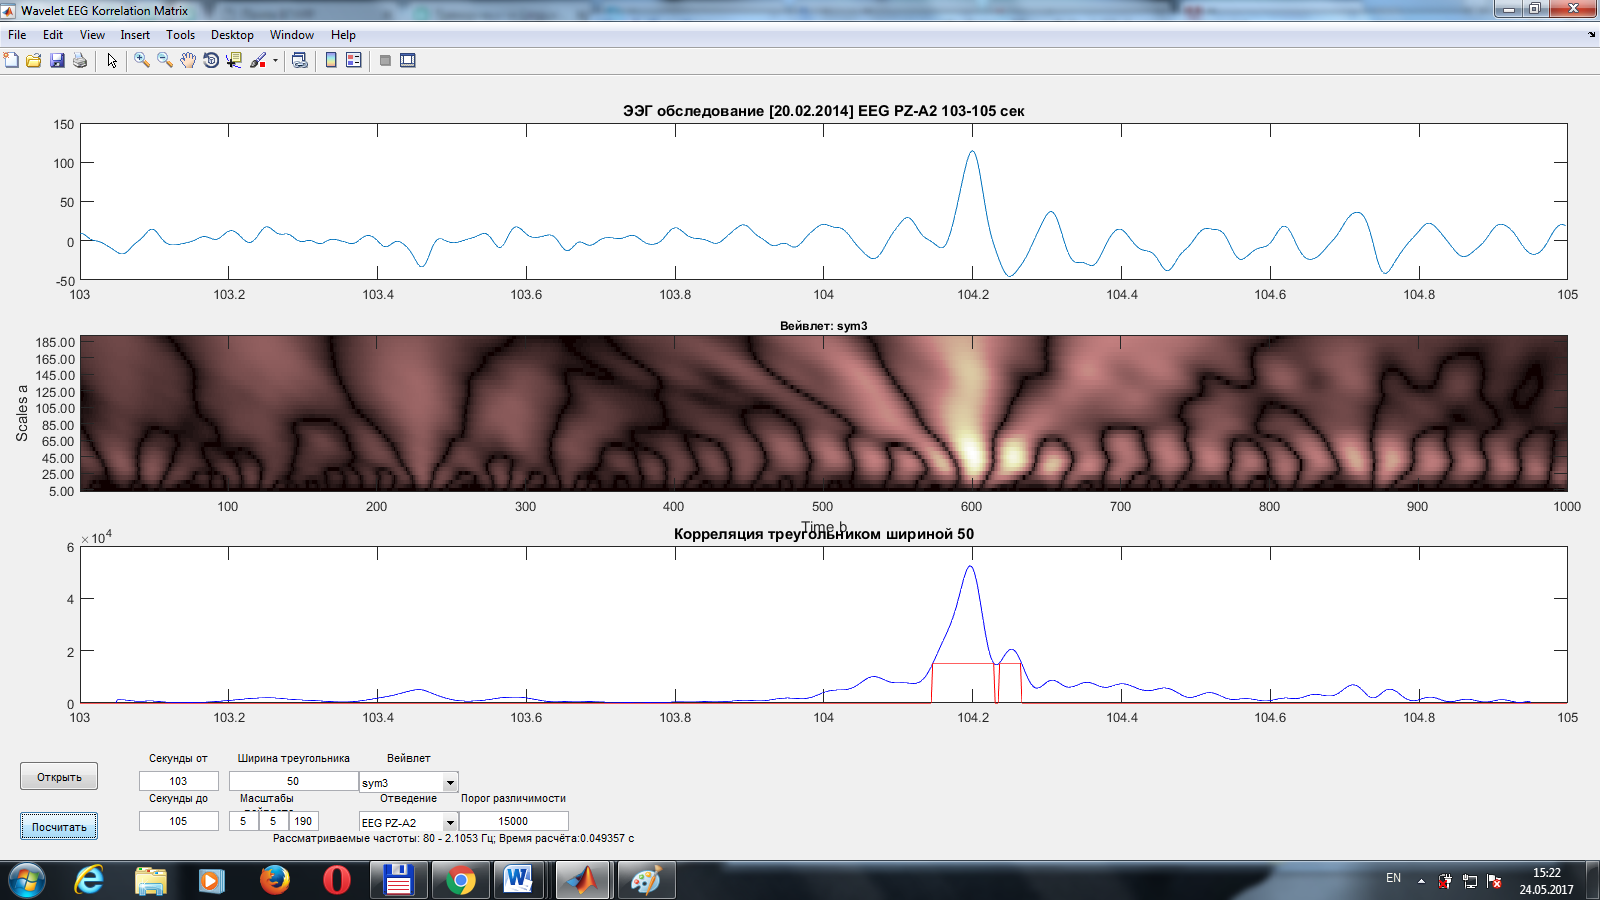 Wavelet EEG Korrelation Matrix
File Edit View Insert Tools Desktop Window Help
ЭЭГ обследование [20.02.2014] EEG PZ-A2 103-105 сек
150
100
50
0
-50
103 103.2 103.4 103.6 103.8 104 104.2 104.4 104.6 104.8 105
Вейвлет: sym3
Scales a
185.00
165.00
145.00
125.00
105.00
85.00
65.00
45.00
25.00
5.00
100 200 300 400 500 600 700 800 900 1000
Time b
Корреляция треугольником шириной 50
×10^4
6
4
2
0
103 103.2 103.4 103.6 103.8 104 104.2 104.4 104.6 104.8 105
Секунды от Ширина треугольника Вейвлет
Открыть 103 50 sym3
Секунды до Масштабы Отведение Порог различимости
Посчитать 105 5 5 190 EEG PZ-A2 15000
Рассматриваемые частоты: 80 - 2.1053 Гц; Время расчёта:0.049357 с
EN 15:22
24.05.2017